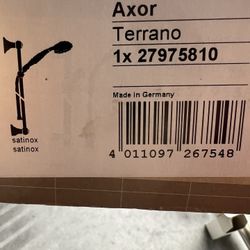 Axor
Terrano
1x 27975810
Made in Germany
satinox
satinox
4 011097 267548